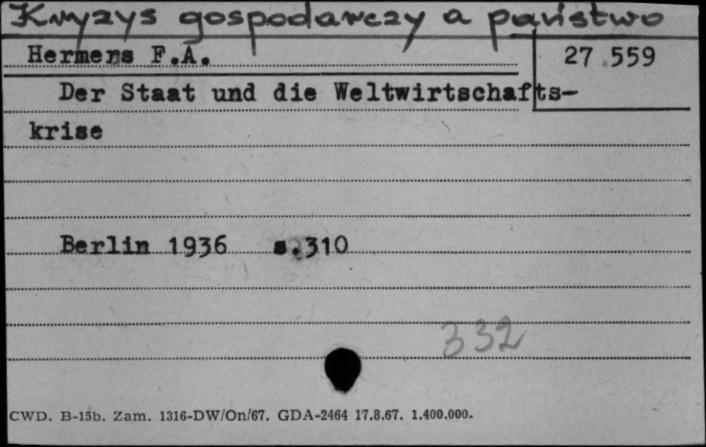 Kryzys gospodarczy a państwo
Hermens F.A.
27 559
Der Staat und die Weltwirtschafts-
krise
Berlin 1936 s.310
332
CWD. B-15b. Zam. 1316-DW/On/67. GDA-2464 17.8.67. 1.400.000.